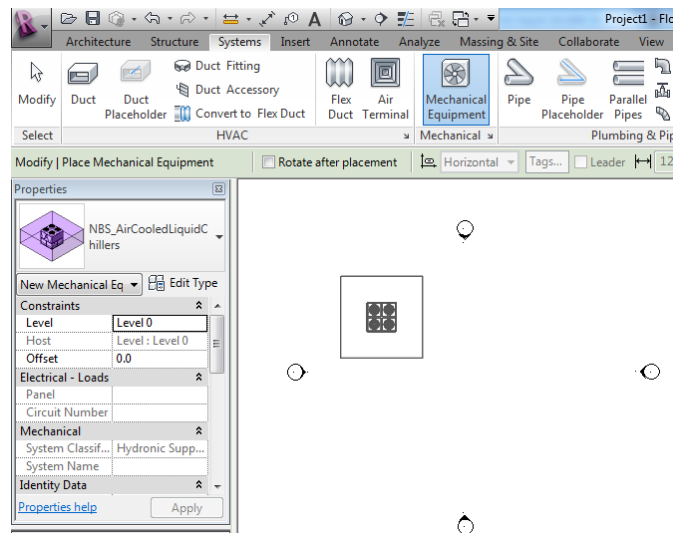 Project1 - Flo
Architecture Structure Systems Insert Annotate Analyze Massing & Site Collaborate View
Modify Duct Duct Placeholder Duct Fitting Duct Accessory Convert to Flex Duct Flex Duct Air Terminal Mechanical Equipment Pipe Pipe Placeholder Parallel Pipes
Select HVAC Mechanical Plumbing & Pip
Modify | Place Mechanical Equipment Rotate after placement Horizontal Tags... Leader 12
Properties
NBS_AirCooledLiquidC
hillers
New Mechanical Eq Edit Type
Constraints
Level Level 0
Host Level : Level 0
Offset 0.0
Electrical - Loads
Panel
Circuit Number
Mechanical
System Classif... Hydronic Supp...
System Name
Identity Data
Properties help Apply